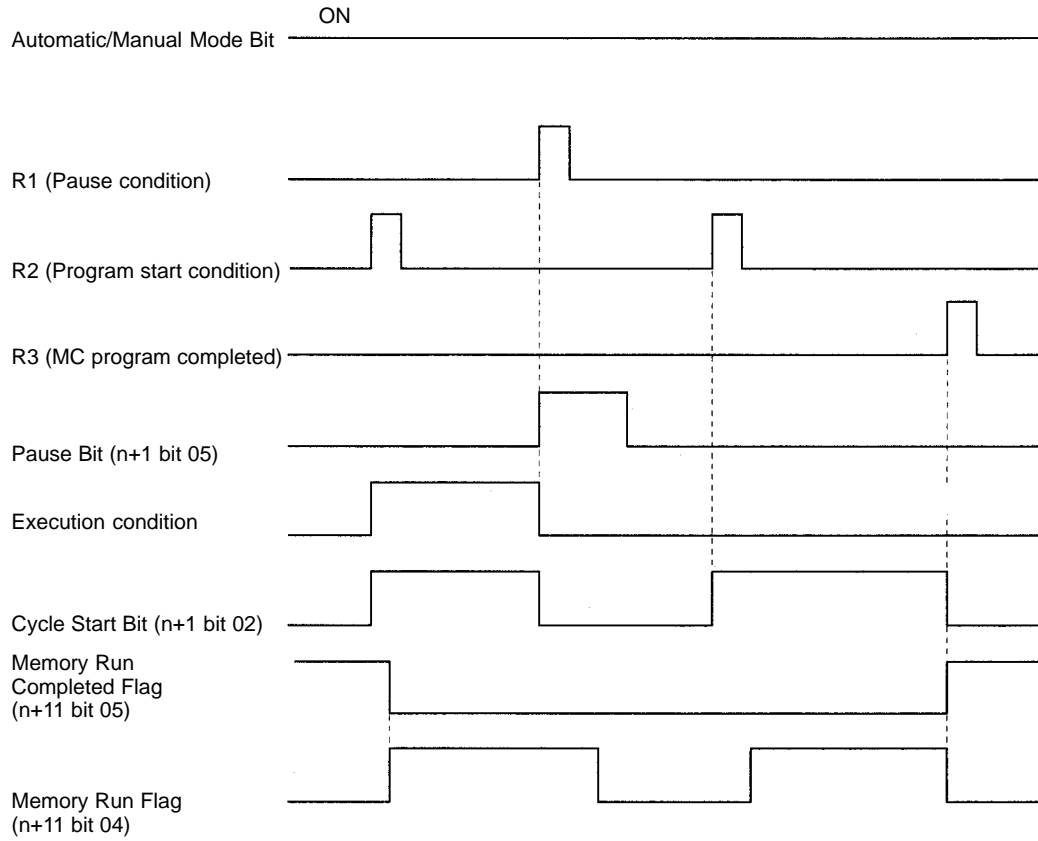 ON
Automatic/Manual Mode Bit
R1 (Pause condition)
R2 (Program start condition)
R3 (MC program completed)
Pause Bit (n+1 bit 05)
Execution condition
Cycle Start Bit (n+1 bit 02)
Memory Run
Completed Flag
(n+11 bit 05)
Memory Run Flag
(n+11 bit 04)